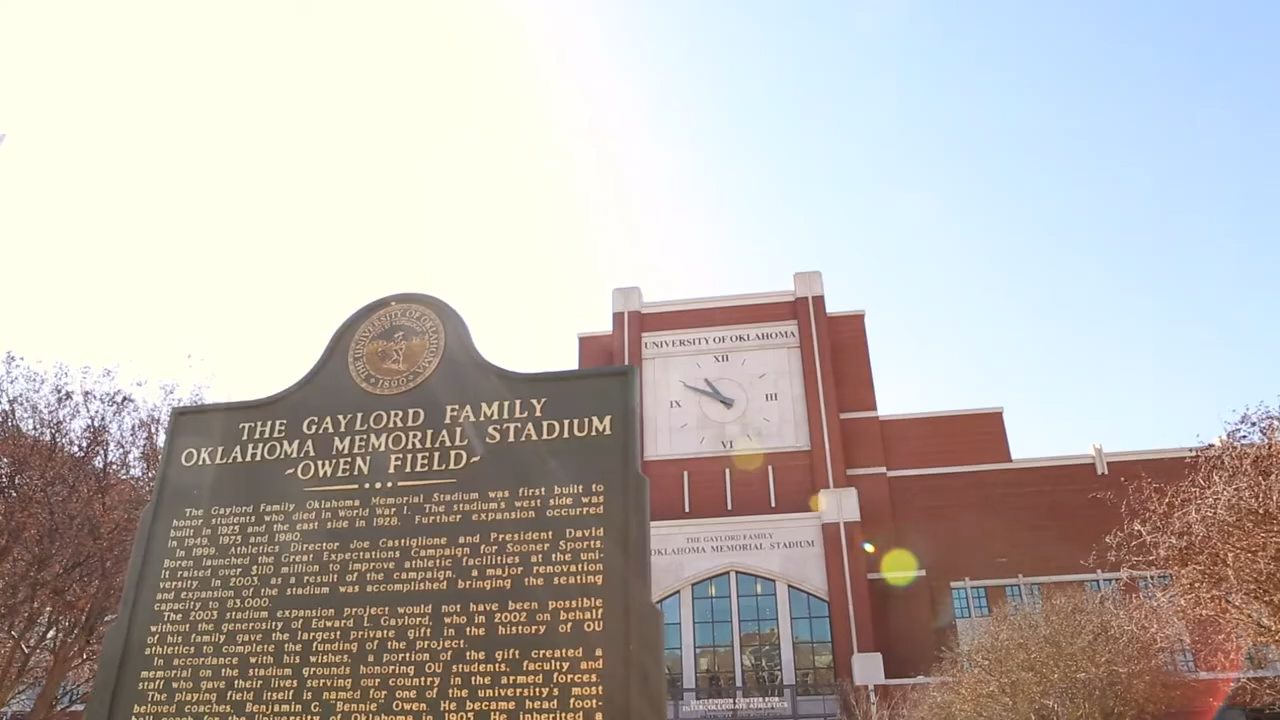 THE UNIVERSITY OF OKLAHOMA
1890
THE GAYLORD FAMILY
OKLAHOMA MEMORIAL STADIUM
~OWEN FIELD~
The Gaylord Family Oklahoma Memorial Stadium was first built to
honor students who died in World War I. The stadium's west side was
built in 1925 and the east side in 1928. Further expansion occurred
in 1949, 1975 and 1980.
In 1999, Athletics Director Joe Castiglione and President David
Boren launched the Great Expectations Campaign for Sooner Sports.
It raised over $110 million to improve athletic facilities at the uni-
versity. In 2003, as a result of the campaign, a major renovation
and expansion of the stadium was accomplished bringing the seating
capacity to 83,000.
The 2003 stadium expansion project would not have been possible
without the generosity of Edward L. Gaylord, who in 2002 on behalf
of his family gave the largest private gift in the history of OU
athletics to complete the funding of the project.
In accordance with his wishes, a portion of the gift created a
memorial on the stadium grounds honoring OU students, faculty and
staff who gave their lives serving our country in the armed forces.
The playing field itself is named for one of the university's most
beloved coaches, Benjamin G. "Bennie" Owen. He became head foot-
ball coach for the University of Oklahoma in 1905. He inherited a
UNIVERSITY OF OKLAHOMA
XII
IX III
VI
THE GAYLORD FAMILY
OKLAHOMA MEMORIAL STADIUM
McCLENDON CENTER FOR
INTERCOLLEGIATE ATHLETICS